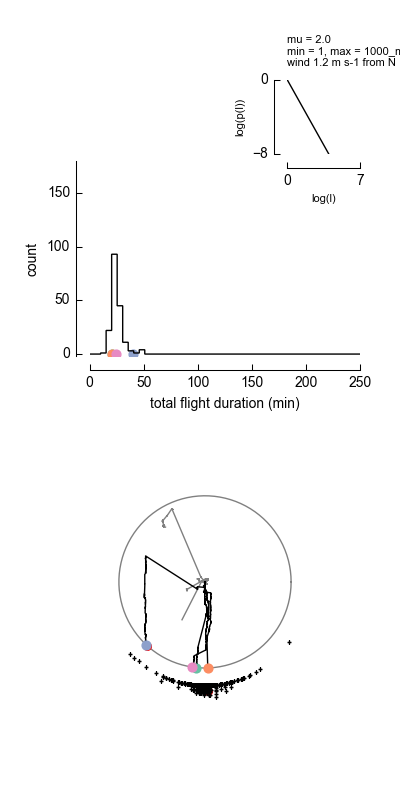 mu = 2.0
min = 1, max = 1000_m
wind 1.2 m s-1 from N
0
−8
log(p(l))
0
7
log(l)
150
100
50
0
count
0
50
100
150
200
250
total flight duration (min)